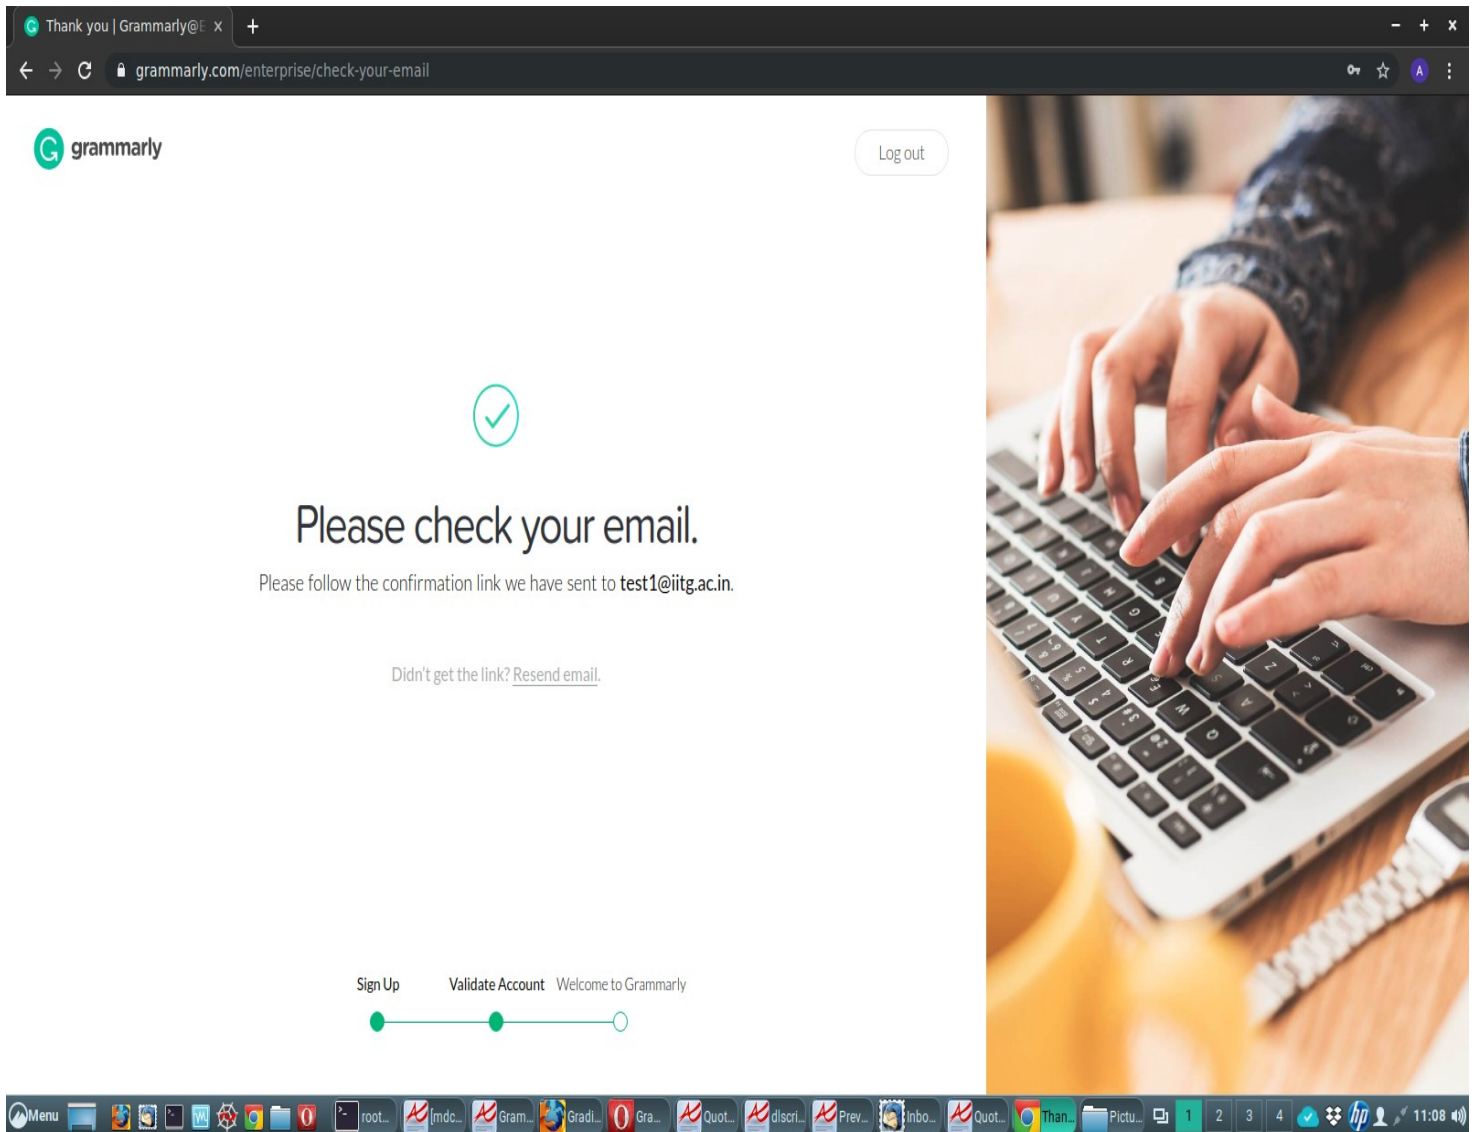 Thank you | Grammarly@E
grammarly.com/enterprise/check-your-email
A
grammarly
Log out
Please check your email.
Please follow the confirmation link we have sent to test1@iitg.ac.in.
Didn't get the link? Resend email.
Sign Up Validate Account Welcome to Grammarly
Menu root... [mdc... Gram... Gradi... Gra... Quot... dlscri... Prev... Inbo... Quot... Than... Pictu... 1 2 3 4 hp 11:08